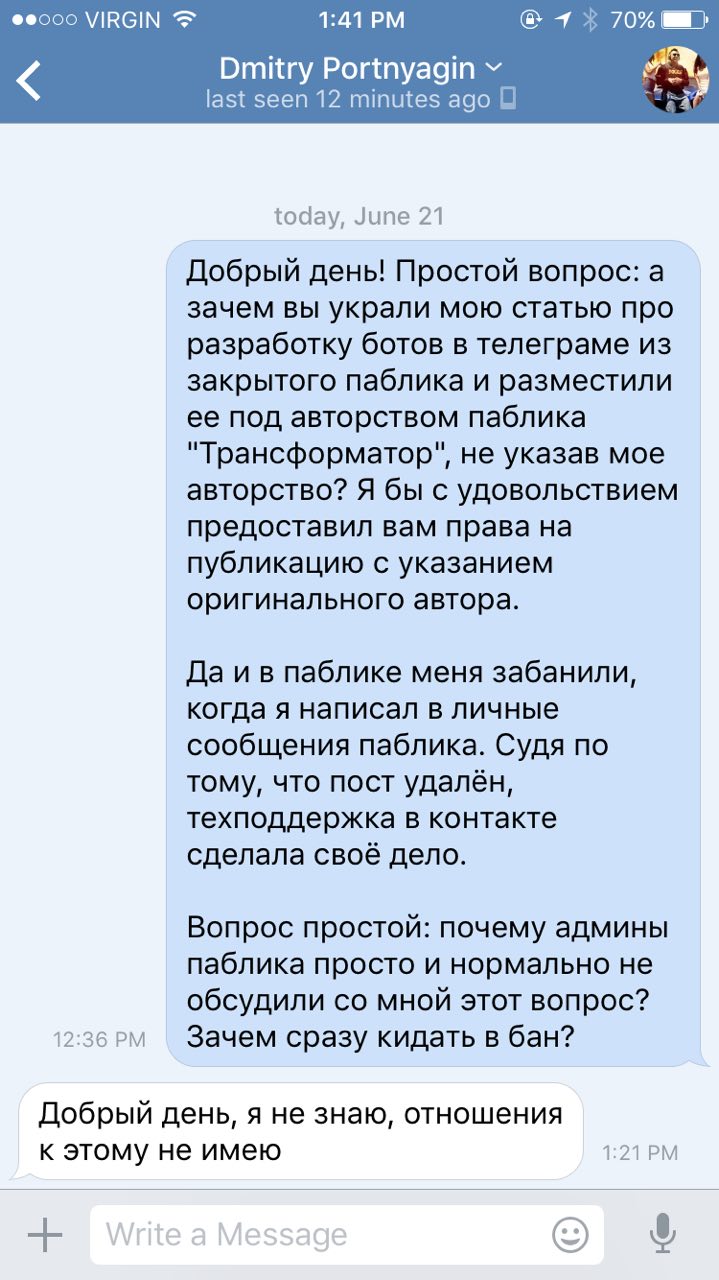 VIRGIN 1:41 PM 70%
Dmitry Portnyagin
last seen 12 minutes ago
today, June 21
Добрый день! Простой вопрос: а
зачем вы украли мою статью про
разработку ботов в телеграме из
закрытого паблика и разместили
ее под авторством паблика
"Трансформатор", не указав мое
авторство? Я бы с удовольствием
предоставил вам права на
публикацию с указанием
оригинального автора.
Да и в паблике меня забанили,
когда я написал в личные
сообщения паблика. Судя по
тому, что пост удалён,
техподдержка в контакте
сделала своё дело.
Вопрос простой: почему админы
паблика просто и нормально не
обсудили со мной этот вопрос?
Зачем сразу кидать в бан?
12:36 PM
Добрый день, я не знаю, отношения
к этому не имею
1:21 PM
Write a Message